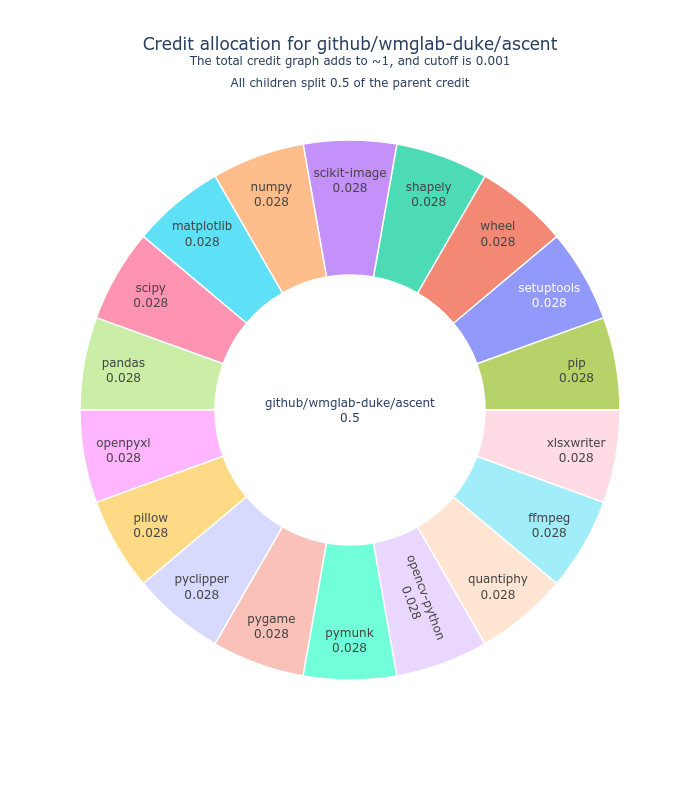 Credit allocation for github/wmglab-duke/ascent
The total credit graph adds to ~1, and cutoff is 0.001
All children split 0.5 of the parent credit
scikit-image
0.028
shapely
0.028
wheel
0.028
setuptools
0.028
pip
0.028
xlsxwriter
0.028
ffmpeg
0.028
quantiphy
0.028
opencv-python
0.028
pymunk
0.028
pygame
0.028
pyclipper
0.028
pillow
0.028
openpyxl
0.028
pandas
0.028
scipy
0.028
matplotlib
0.028
numpy
0.028
github/wmglab-duke/ascent
0.5